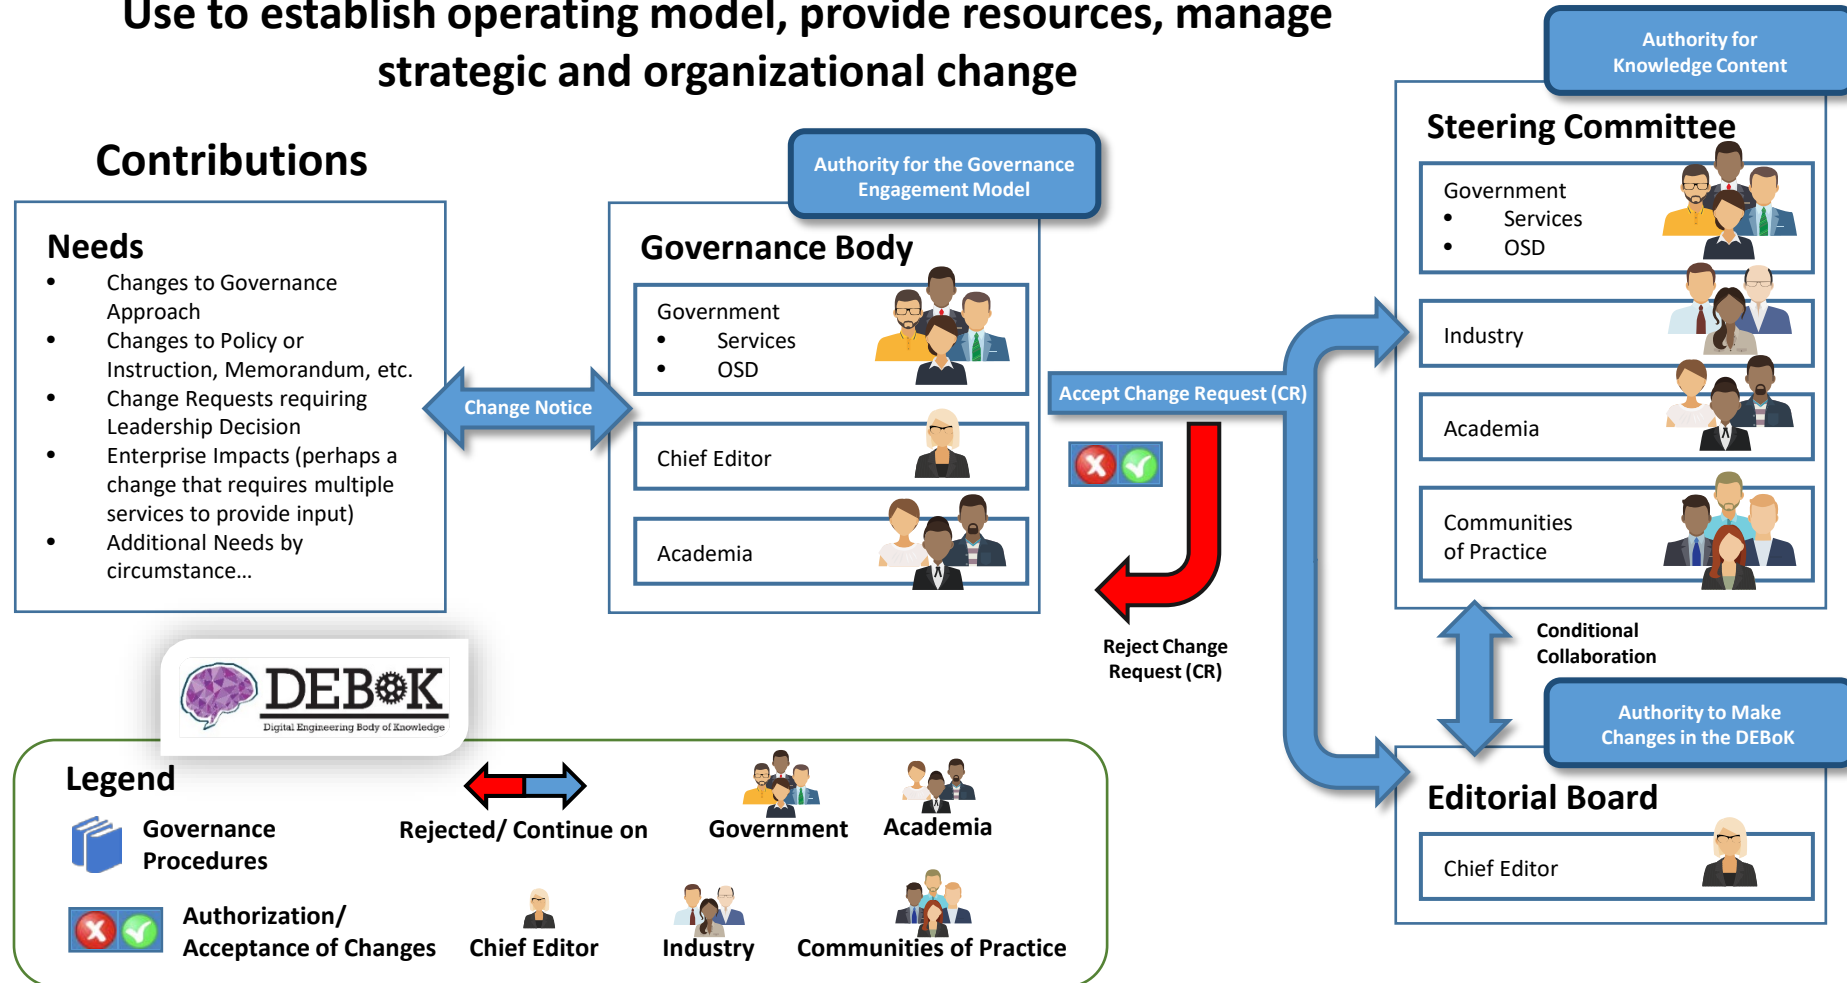 Use to establish operating model, provide resources, manage
strategic and organizational change
Contributions
Needs
• Changes to Governance
Approach
• Changes to Policy or
Instruction, Memorandum, etc.
• Change Requests requiring
Leadership Decision
• Enterprise Impacts (perhaps a
change that requires multiple
services to provide input)
• Additional Needs by
circumstance...
Change Notice
Authority for the Governance
Engagement Model
Governance Body
Government
• Services
• OSD
Chief Editor
Academia
Accept Change Request (CR)
Reject Change
Request (CR)
Authority for
Knowledge Content
Steering Committee
Government
• Services
• OSD
Industry
Academia
Communities
of Practice
Conditional
Collaboration
Authority to Make
Changes in the DEBoK
Editorial Board
Chief Editor
DEBoK
Digital Engineering Body of Knowledge
Legend
Governance
Procedures
Rejected/ Continue on
Government
Academia
Authorization/
Acceptance of Changes
Chief Editor
Industry
Communities of Practice